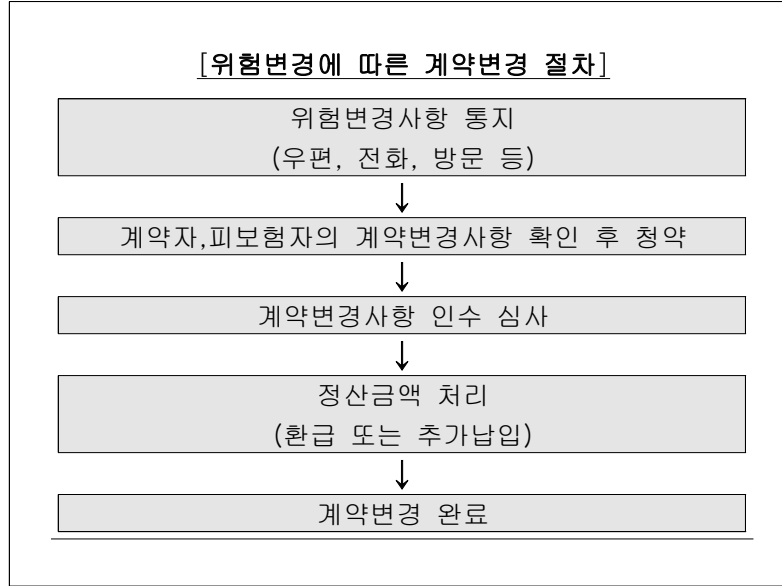 [위험변경에 따른 계약변경 절차]
위험변경사항 통지
(우편, 전화, 방문 등)
↓
계약자,피보험자의 계약변경사항 확인 후 청약
↓
계약변경사항 인수 심사
↓
정산금액 처리
(환급 또는 추가납입)
↓
계약변경 완료